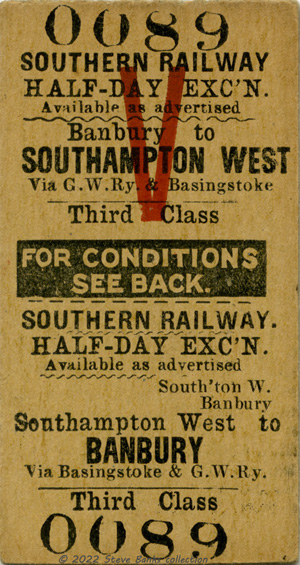 0089
SOUTHERN RAILWAY
HALF-DAY EXC'N.
Available as advertised
Banbury to
SOUTHAMPTON WEST
Via G.W.Ry. & Basingstoke
Third Class
V
FOR CONDITIONS
SEE BACK.
SOUTHERN RAILWAY.
HALF-DAY EXC'N.
Available as advertised
South'ton W.
Banbury
Southampton West to
BANBURY
Via Basingstoke & G.W.Ry.
Third Class
0089
© 2022 Steve Banks collection